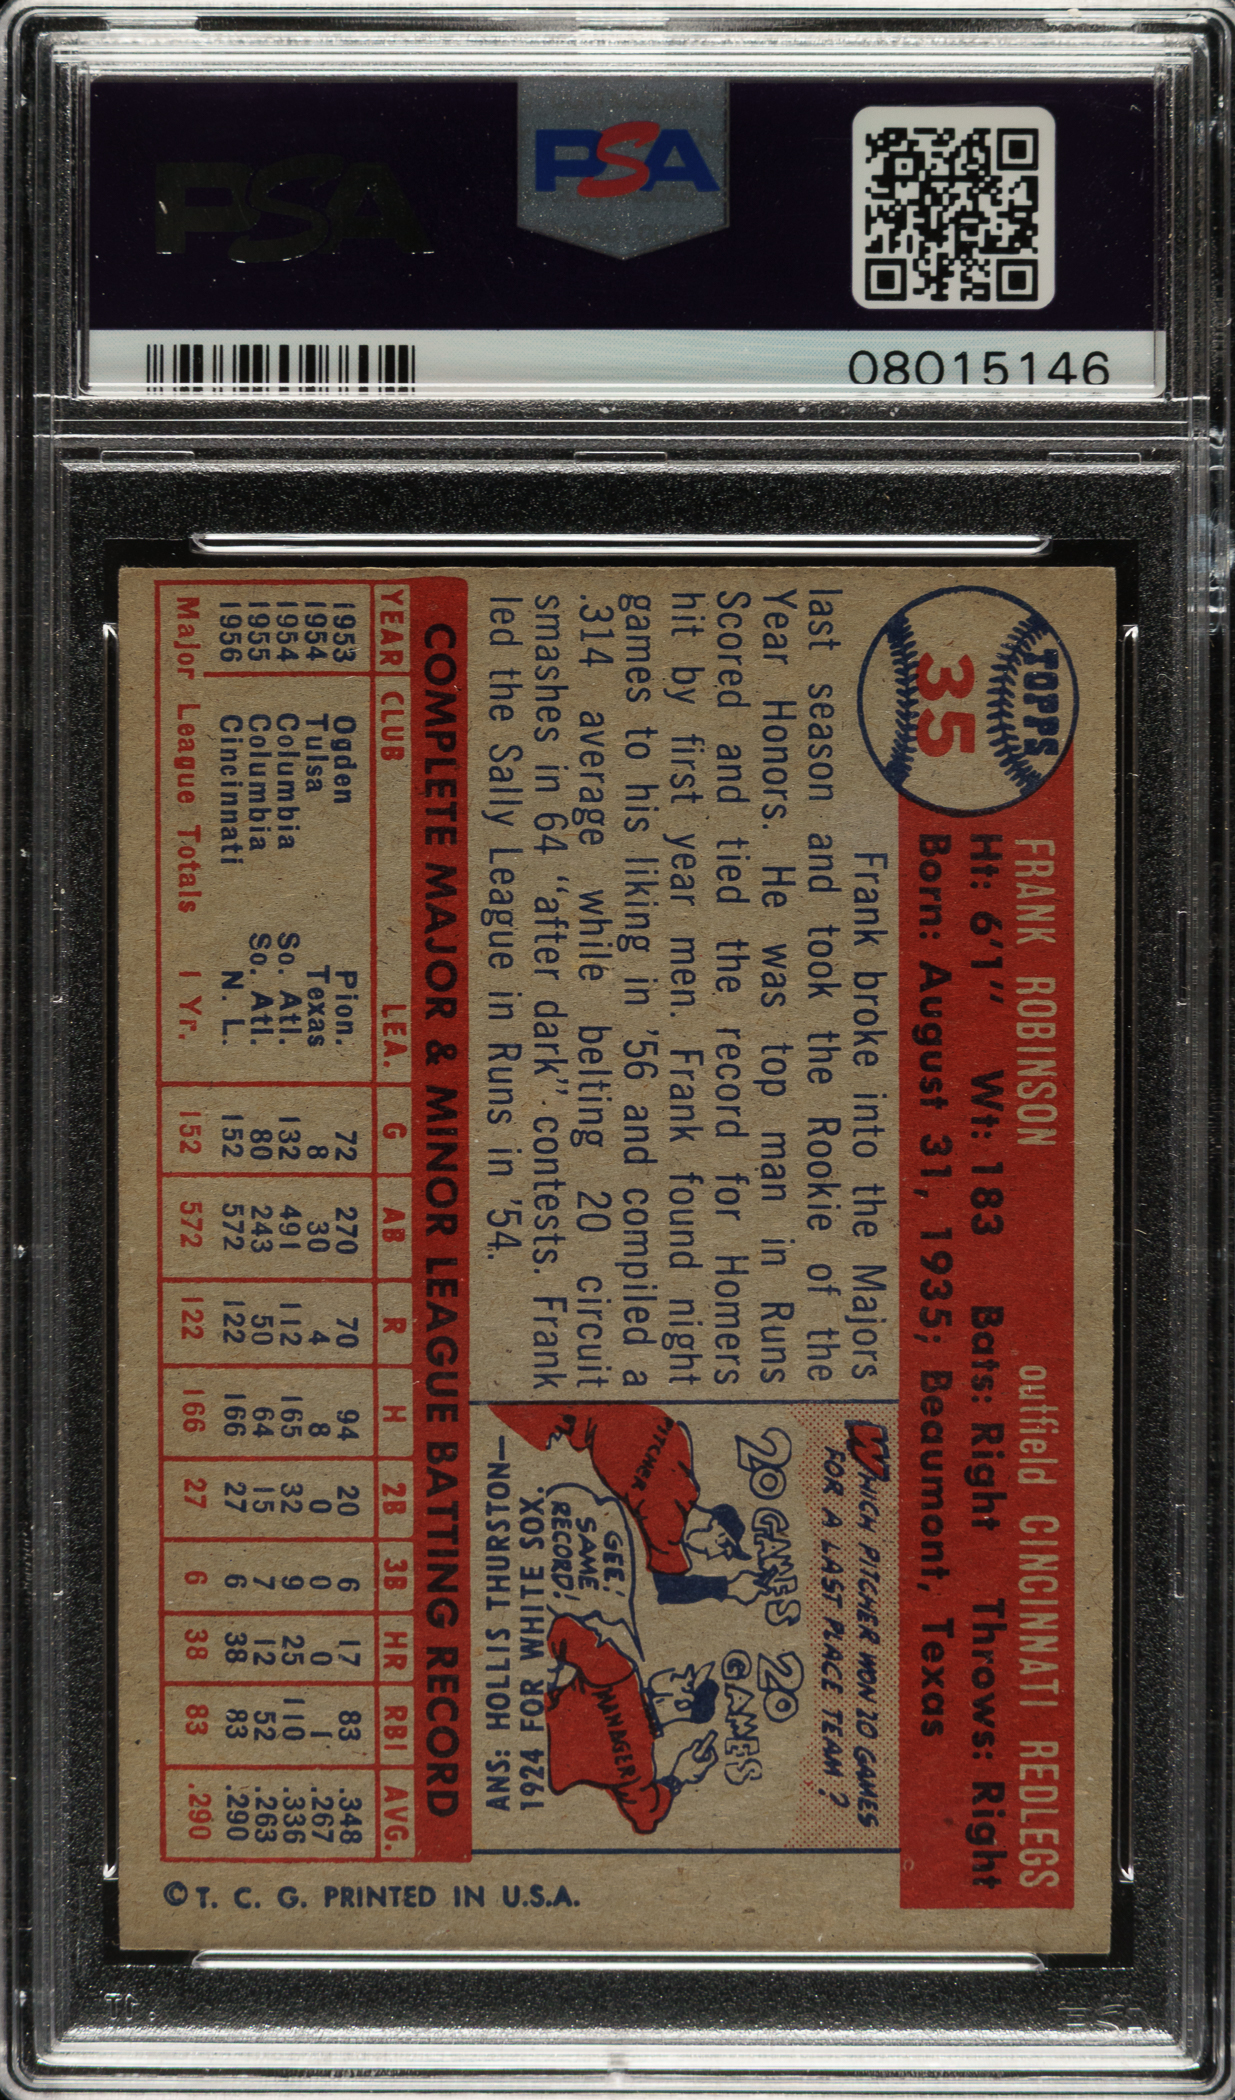 PSA
PSA
08015146
TOPPS
35
FRANK ROBINSON outfield CINCINNATI REDLEGS
Ht: 6'1" Wt: 183 Bats: Right Throws: Right
Born: August 31, 1935; Beaumont, Texas
Frank broke into the Majors
last season and took the Rookie of the
Year Honors. He was top man in Runs
Scored and tied the record for Homers
hit by first year men. Frank found night
games to his liking in '56 and compiled a
.314 average while belting 20 circuit
smashes in 64 "after dark" contests. Frank
led the Sally League in Runs in '54.
WHICH PITCHER WON 20 GAMES
FOR A LAST PLACE TEAM?
20 GAMES
20 GAMES
PITCHER
GEE!
SAME
RECORD!
MANAGER
ANS: HOLLIS THURSTON—
1924 FOR WHITE SOX.
COMPLETE MAJOR & MINOR LEAGUE BATTING RECORD
YEAR CLUB LEA. G AB R H 2B 3B HR RBI AVG.
1953 Ogden Pion. 72 270 70 94 20 6 17 83 .348
1954 Tulsa Texas 8 30 4 8 0 0 0 1 .267
1954 Columbia So. Atl. 132 491 112 165 32 9 25 110 .336
1955 Columbia So. Atl. 80 243 50 64 15 7 12 52 .263
1956 Cincinnati N. L. 152 572 122 166 27 6 38 83 .290
Major League Totals 1 Yr. 152 572 122 166 27 6 38 83 .290
©T. C. G. PRINTED IN U.S.A.